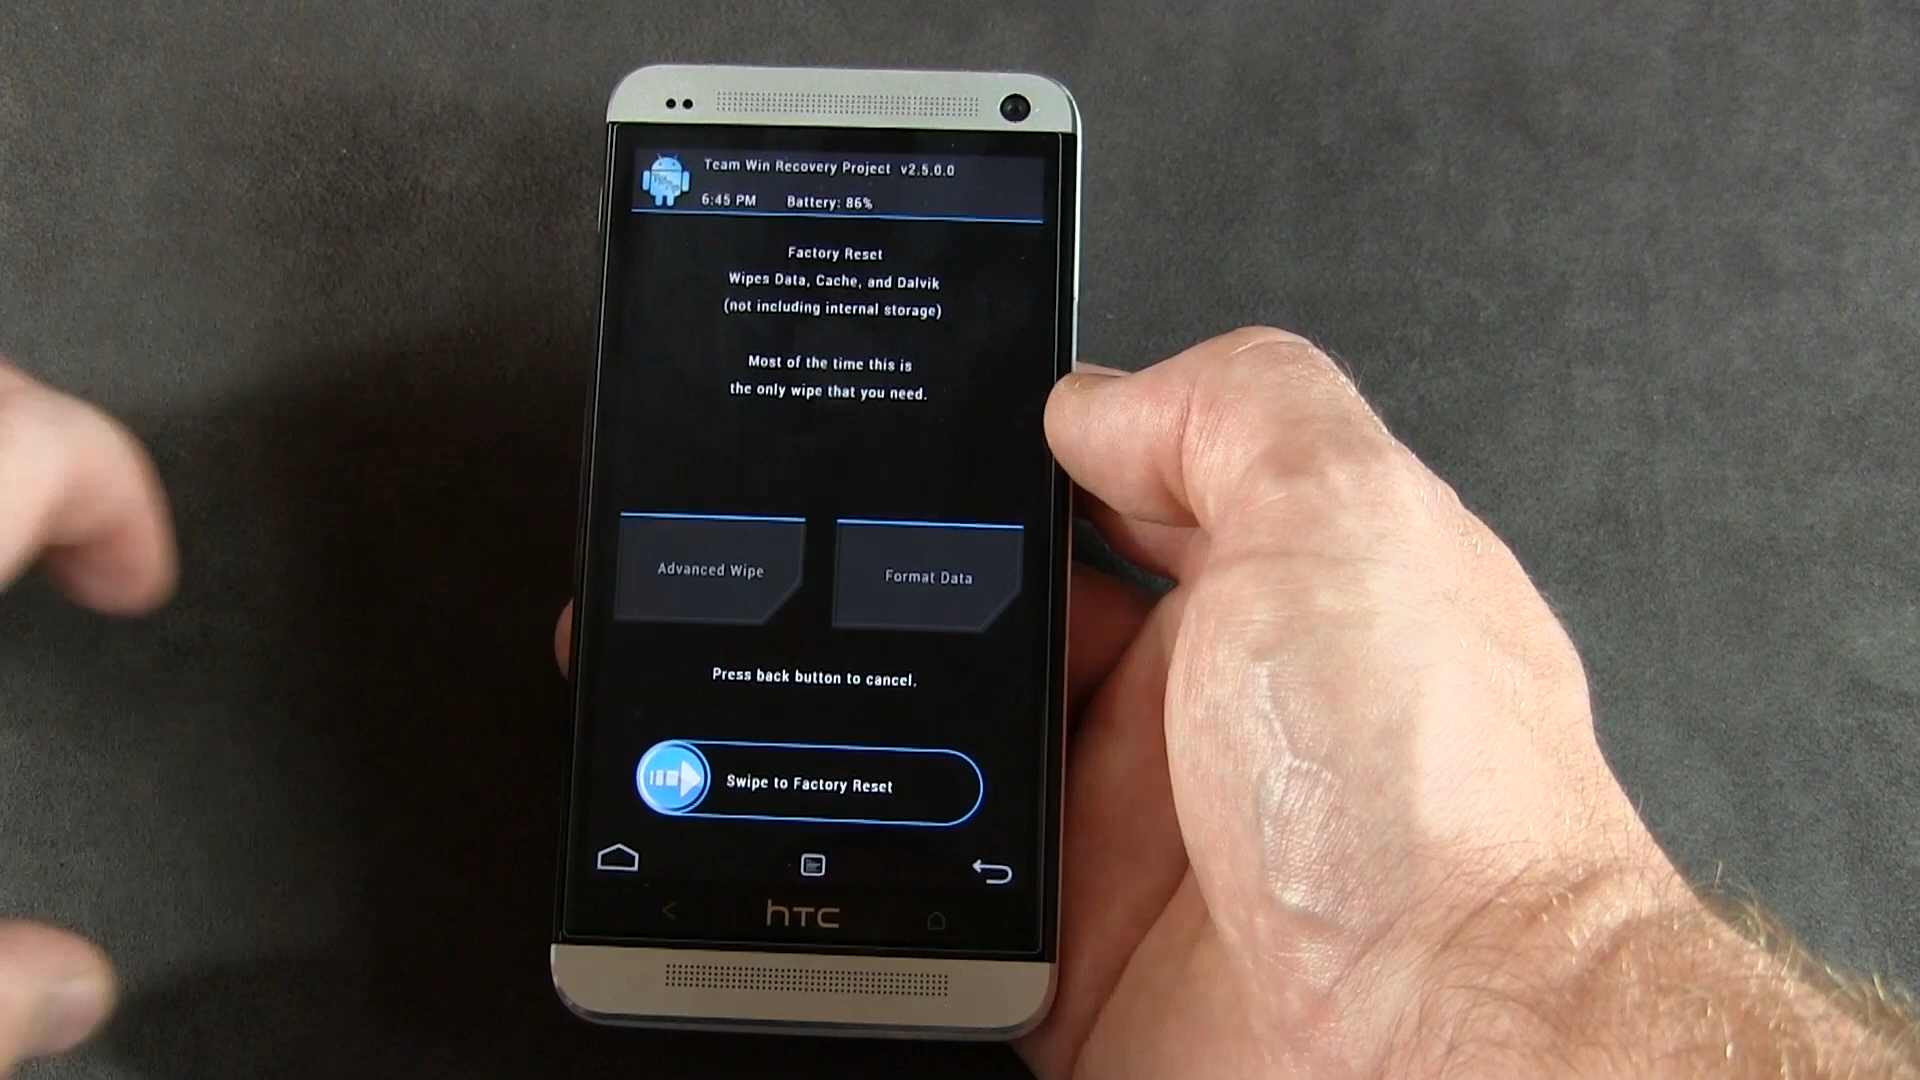 Team Win Recovery Project v2.5.0.0
6:45 PM Battery: 86%
Factory Reset
Wipes Data, Cache, and Dalvik
(not including internal storage)
Most of the time this is
the only wipe that you need.
Advanced Wipe
Format Data
Press back button to cancel.
Swipe to Factory Reset
hTC